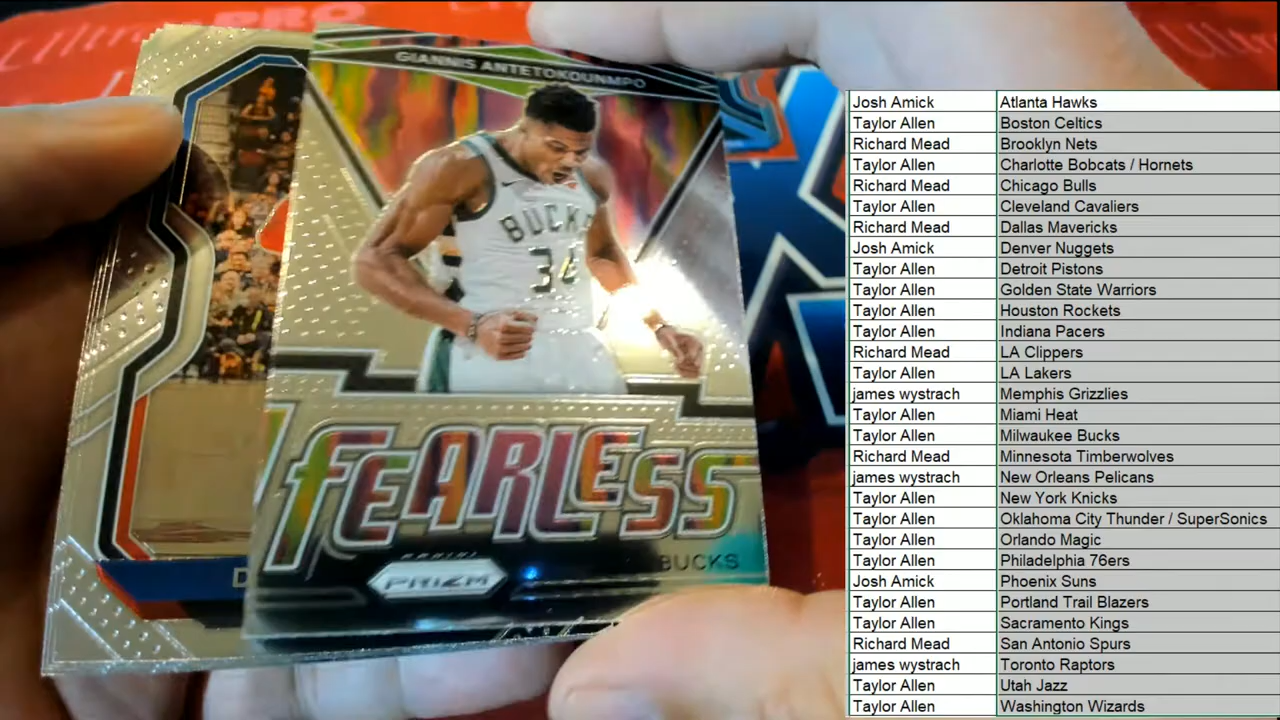 Ultra PRO
Ultra
GIANNIS ANTETOKOUNMPO
BUCKS
34
FEARLESS
PANINI
PRIZM
BUCKS
D
Josh Amick Atlanta Hawks
Taylor Allen Boston Celtics
Richard Mead Brooklyn Nets
Taylor Allen Charlotte Bobcats / Hornets
Richard Mead Chicago Bulls
Taylor Allen Cleveland Cavaliers
Richard Mead Dallas Mavericks
Josh Amick Denver Nuggets
Taylor Allen Detroit Pistons
Taylor Allen Golden State Warriors
Taylor Allen Houston Rockets
Taylor Allen Indiana Pacers
Richard Mead LA Clippers
Taylor Allen LA Lakers
james wystrach Memphis Grizzlies
Taylor Allen Miami Heat
Taylor Allen Milwaukee Bucks
Richard Mead Minnesota Timberwolves
james wystrach New Orleans Pelicans
Taylor Allen New York Knicks
Taylor Allen Oklahoma City Thunder / SuperSonics
Taylor Allen Orlando Magic
Taylor Allen Philadelphia 76ers
Josh Amick Phoenix Suns
Taylor Allen Portland Trail Blazers
Taylor Allen Sacramento Kings
Richard Mead San Antonio Spurs
james wystrach Toronto Raptors
Taylor Allen Utah Jazz
Taylor Allen Washington Wizards